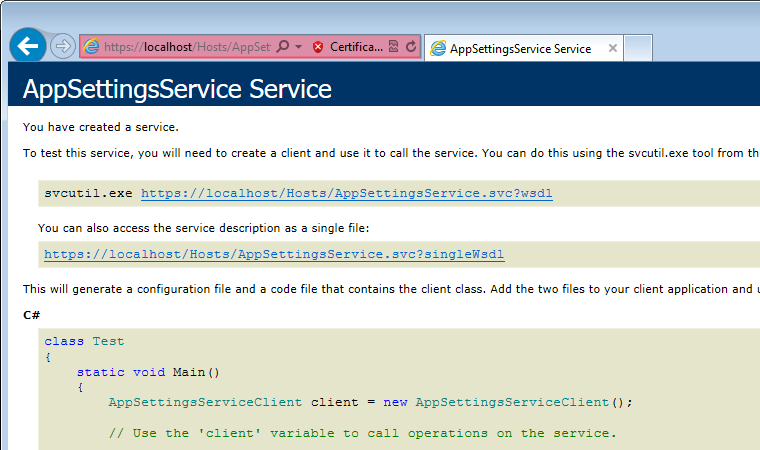 https://localhost/Hosts/AppSet
Certifica...
AppSettingsService Service
AppSettingsService Service
You have created a service.
To test this service, you will need to create a client and use it to call the service. You can do this using the svcutil.exe tool from th
svcutil.exe https://localhost/Hosts/AppSettingsService.svc?wsdl
You can also access the service description as a single file:
https://localhost/Hosts/AppSettingsService.svc?singleWsdl
This will generate a configuration file and a code file that contains the client class. Add the two files to your client application and
C#
class Test
{
static void Main()
{
AppSettingsServiceClient client = new AppSettingsServiceClient();
// Use the 'client' variable to call operations on the service.